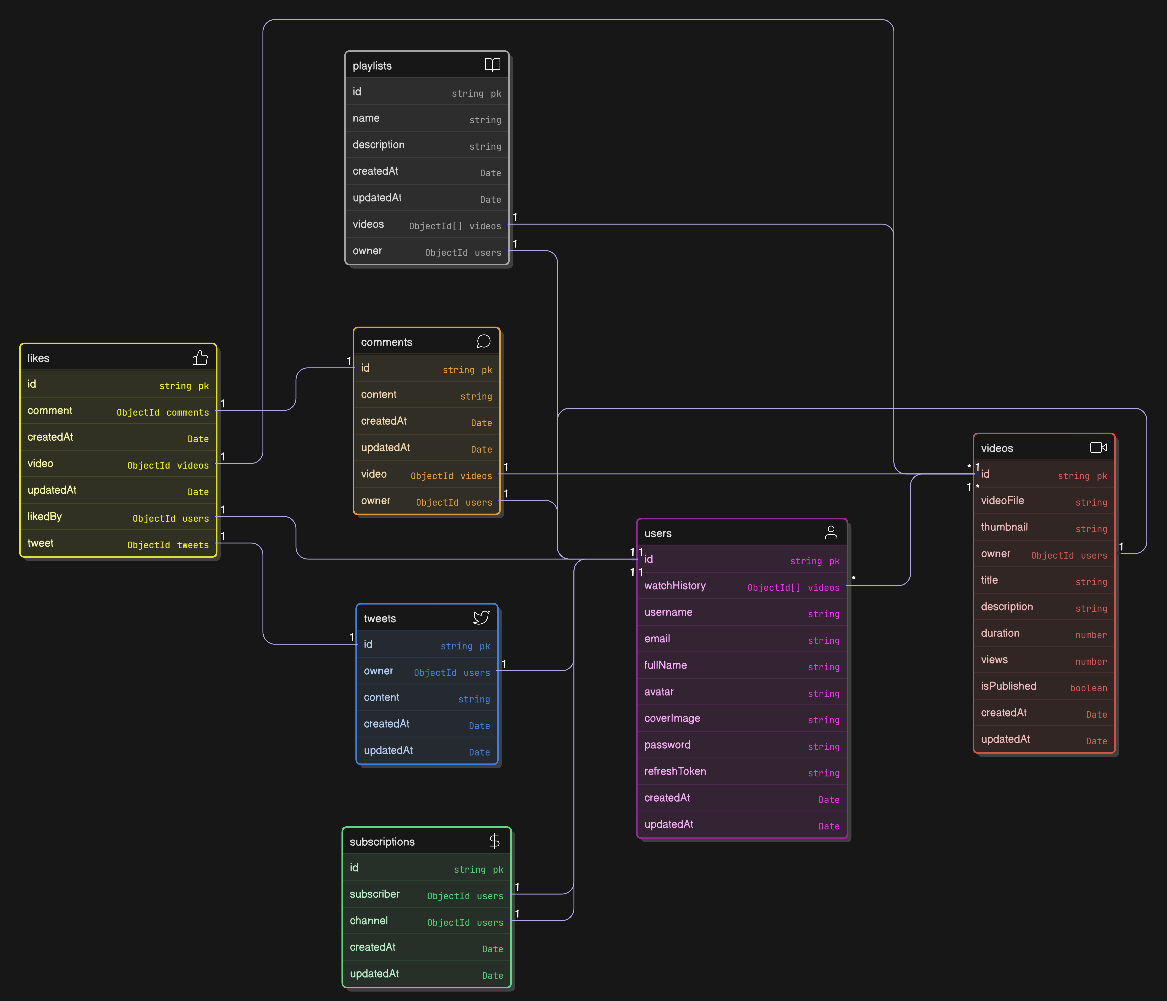 playlists
id string pk
name string
description string
createdAt Date
updatedAt Date
videos ObjectId[] videos 1
owner ObjectId users 1
likes
id string pk
comment ObjectId comments 1
createdAt Date
video ObjectId videos 1
updatedAt Date
likedBy ObjectId users 1
tweet ObjectId tweets 1
comments
1 id string pk
content string
createdAt Date
updatedAt Date
video ObjectId videos 1
owner ObjectId users 1
tweets
1 id string pk
owner ObjectId users 1
content string
createdAt Date
updatedAt Date
subscriptions
id string pk
subscriber ObjectId users 1
channel ObjectId users 1
createdAt Date
updatedAt Date
users
1 1 id string pk
1 1
watchHistory ObjectId[] videos *
username string
email string
fullName string
avatar string
coverImage string
password string
refreshToken string
createdAt Date
updatedAt Date
videos
* 1 id string pk
1 *
videoFile string
thumbnail string
owner ObjectId users 1
title string
description string
duration number
views number
isPublished boolean
createdAt Date
updatedAt Date